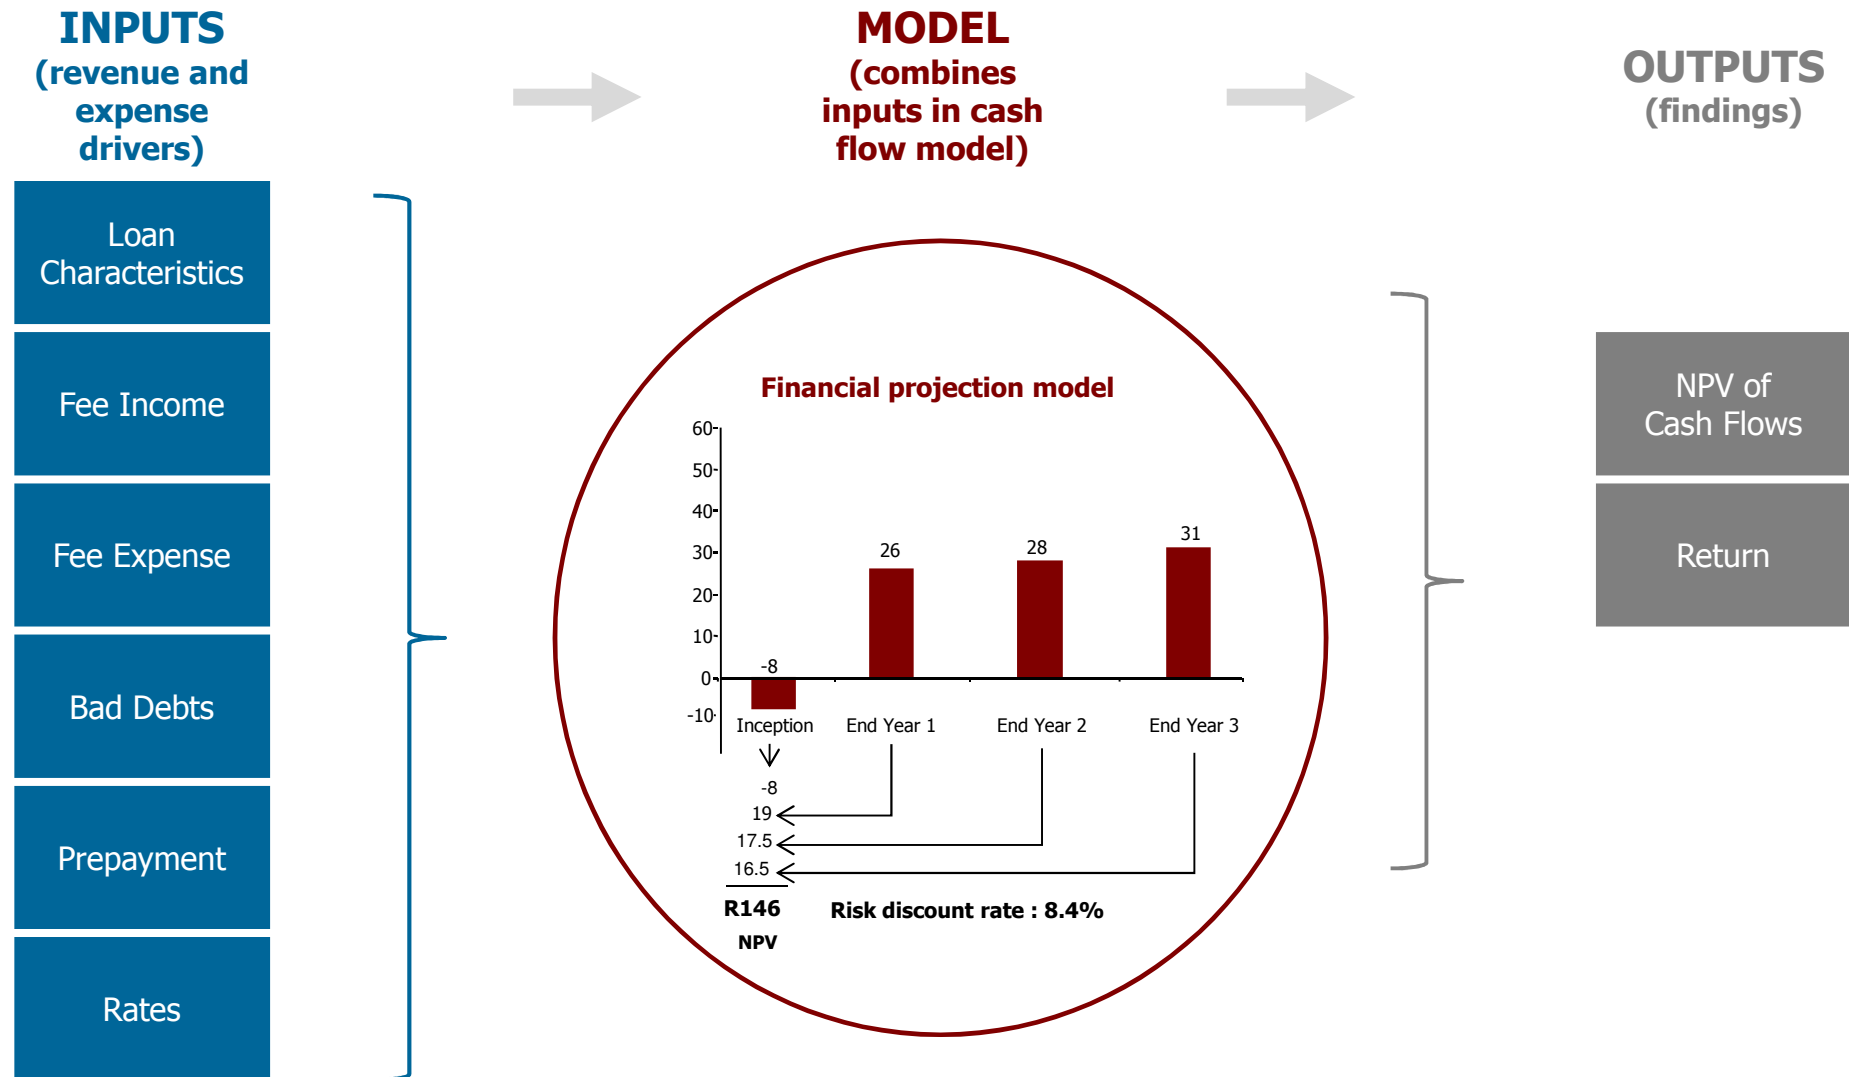 INPUTS
(revenue and
expense
drivers)
Loan
Characteristics
Fee Income
Fee Expense
Bad Debts
Prepayment
Rates
MODEL
(combines
inputs in cash
flow model)
Financial projection model
60
50
40
30
20
10
0
-10
-8
26
28
31
Inception
End Year 1
End Year 2
End Year 3
-8
19
17.5
16.5
R146
NPV
Risk discount rate : 8.4%
OUTPUTS
(findings)
NPV of
Cash Flows
Return